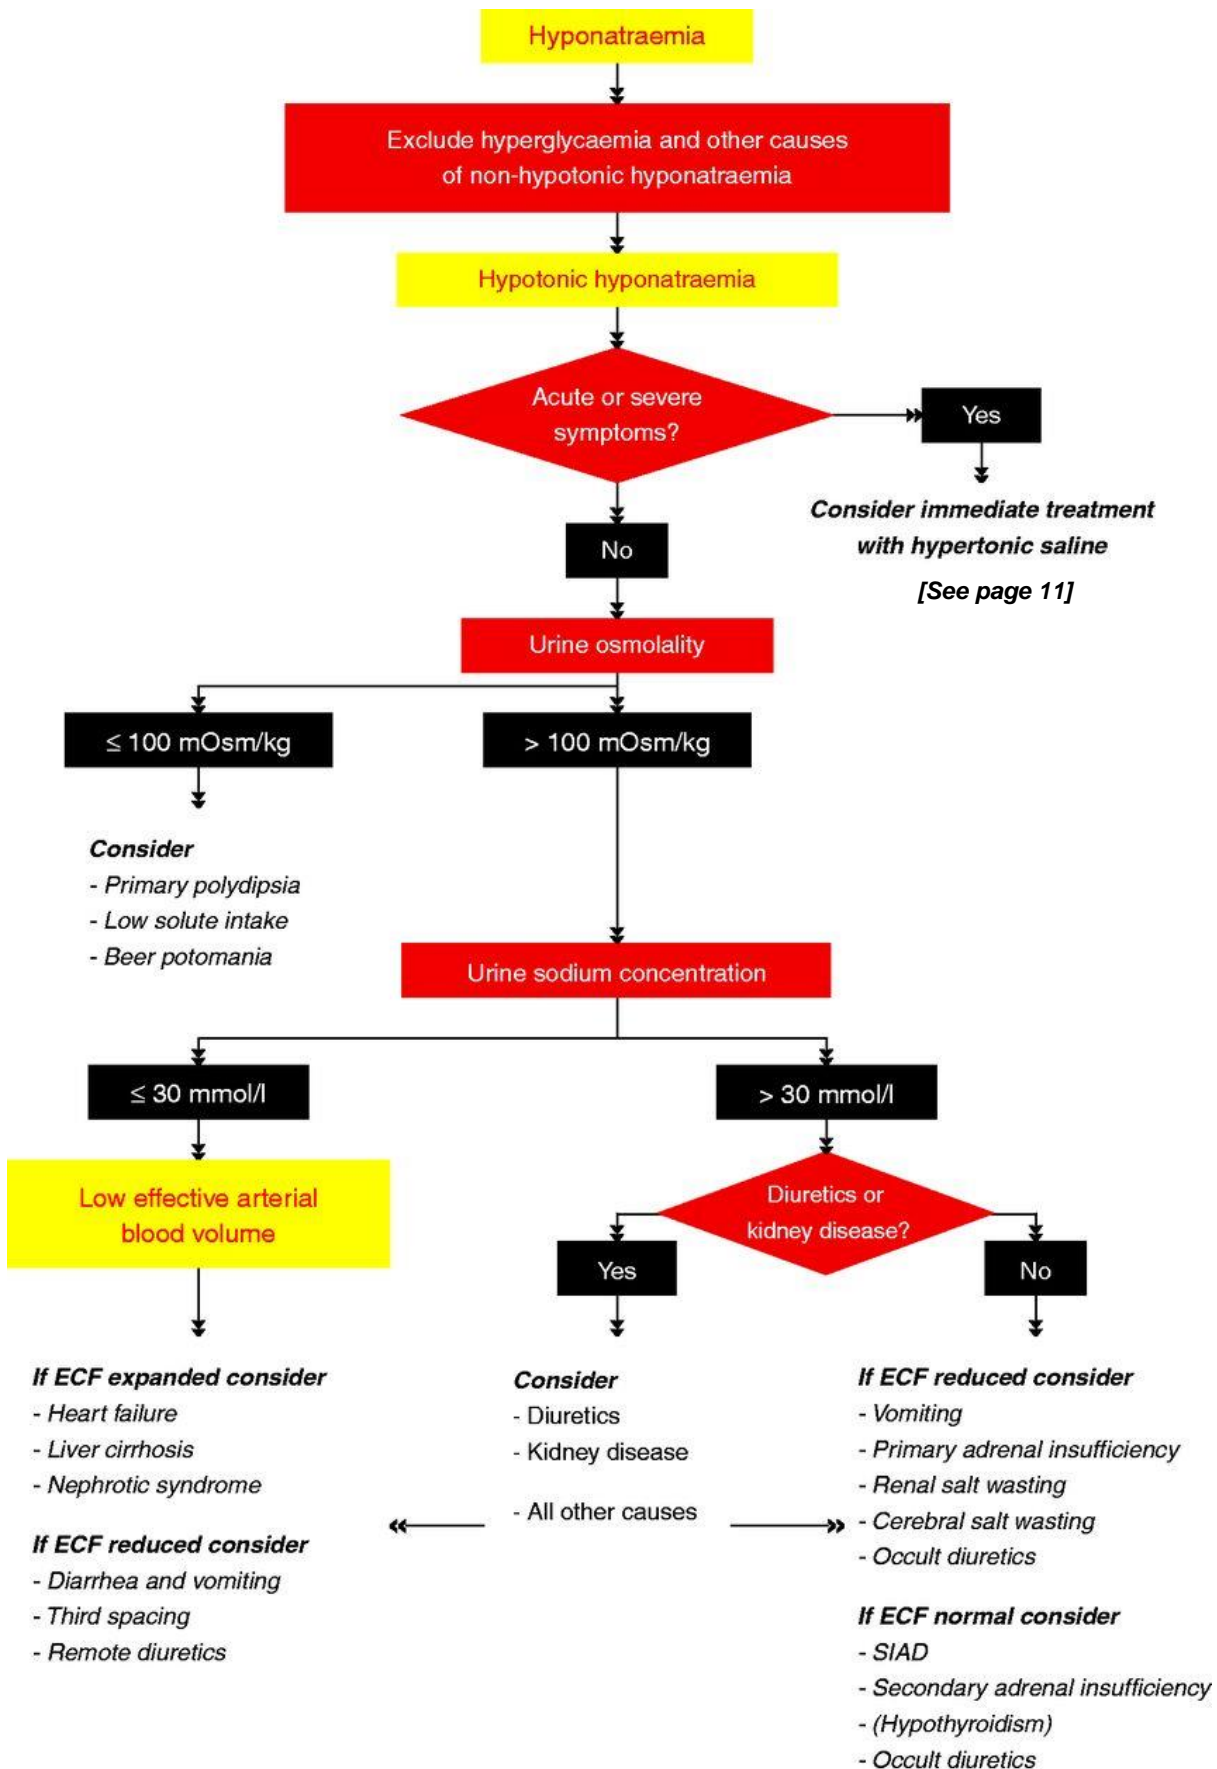 Hyponatraemia
Exclude hyperglycaemia and other causes
of non-hypotonic hyponatraemia
Hypotonic hyponatraemia
Acute or severe
symptoms?
Yes
Consider immediate treatment
with hypertonic saline
[See page 11]
No
Urine osmolality
≤ 100 mOsm/kg
> 100 mOsm/kg
Consider
- Primary polydipsia
- Low solute intake
- Beer potomania
Urine sodium concentration
≤ 30 mmol/l
> 30 mmol/l
Low effective arterial
blood volume
Diuretics or
kidney disease?
Yes
No
If ECF expanded consider
- Heart failure
- Liver cirrhosis
- Nephrotic syndrome
If ECF reduced consider
- Diarrhea and vomiting
- Third spacing
- Remote diuretics
Consider
- Diuretics
- Kidney disease
- All other causes
If ECF reduced consider
- Vomiting
- Primary adrenal insufficiency
- Renal salt wasting
- Cerebral salt wasting
- Occult diuretics
If ECF normal consider
- SIAD
- Secondary adrenal insufficiency
- (Hypothyroidism)
- Occult diuretics